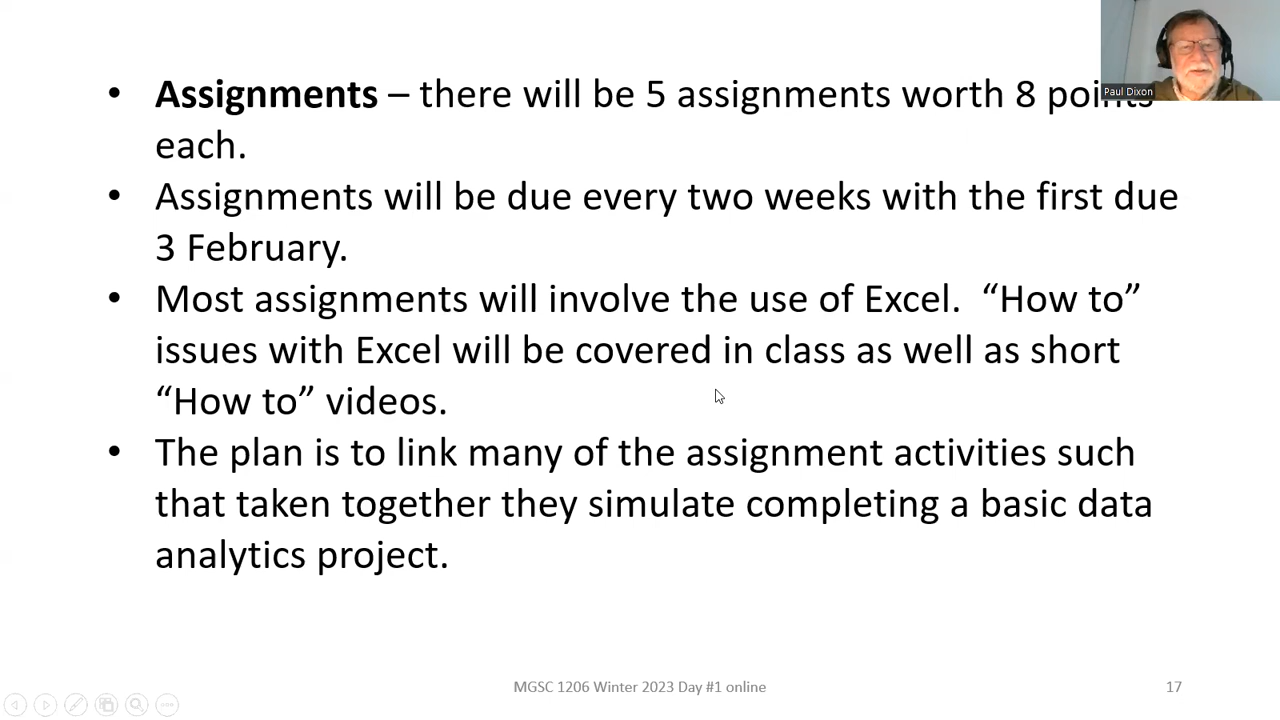 • Assignments – there will be 5 assignments worth 8 points
each.
• Assignments will be due every two weeks with the first due
3 February.
• Most assignments will involve the use of Excel.  “How to”
issues with Excel will be covered in class as well as short
“How to” videos.
• The plan is to link many of the assignment activities such
that taken together they simulate completing a basic data
analytics project.
Paul Dixon
MGSC 1206 Winter 2023 Day #1 online
17